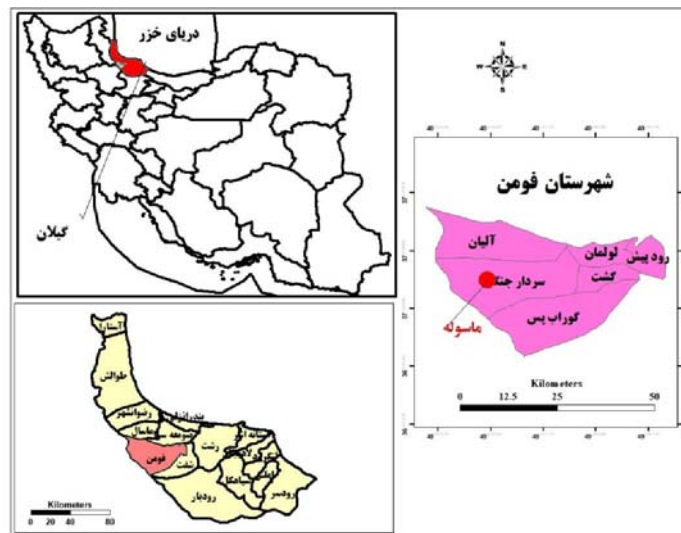 دریای خزر
گیلان
N
W
E
S
شهرستان فومن
آلیان
لولمان
رود پیش
گشت
سردار جنگل
گوراب پس
ماسوله
Kilometers
0 12.5 25 50
آستارا
طوالش
رضوانشهر
بندرانزلی
ماسال
صومعه سرا
فومن
شفت
رشت
سیاهکل
رودبار
رودسر
Kilometers
0 20 40 80